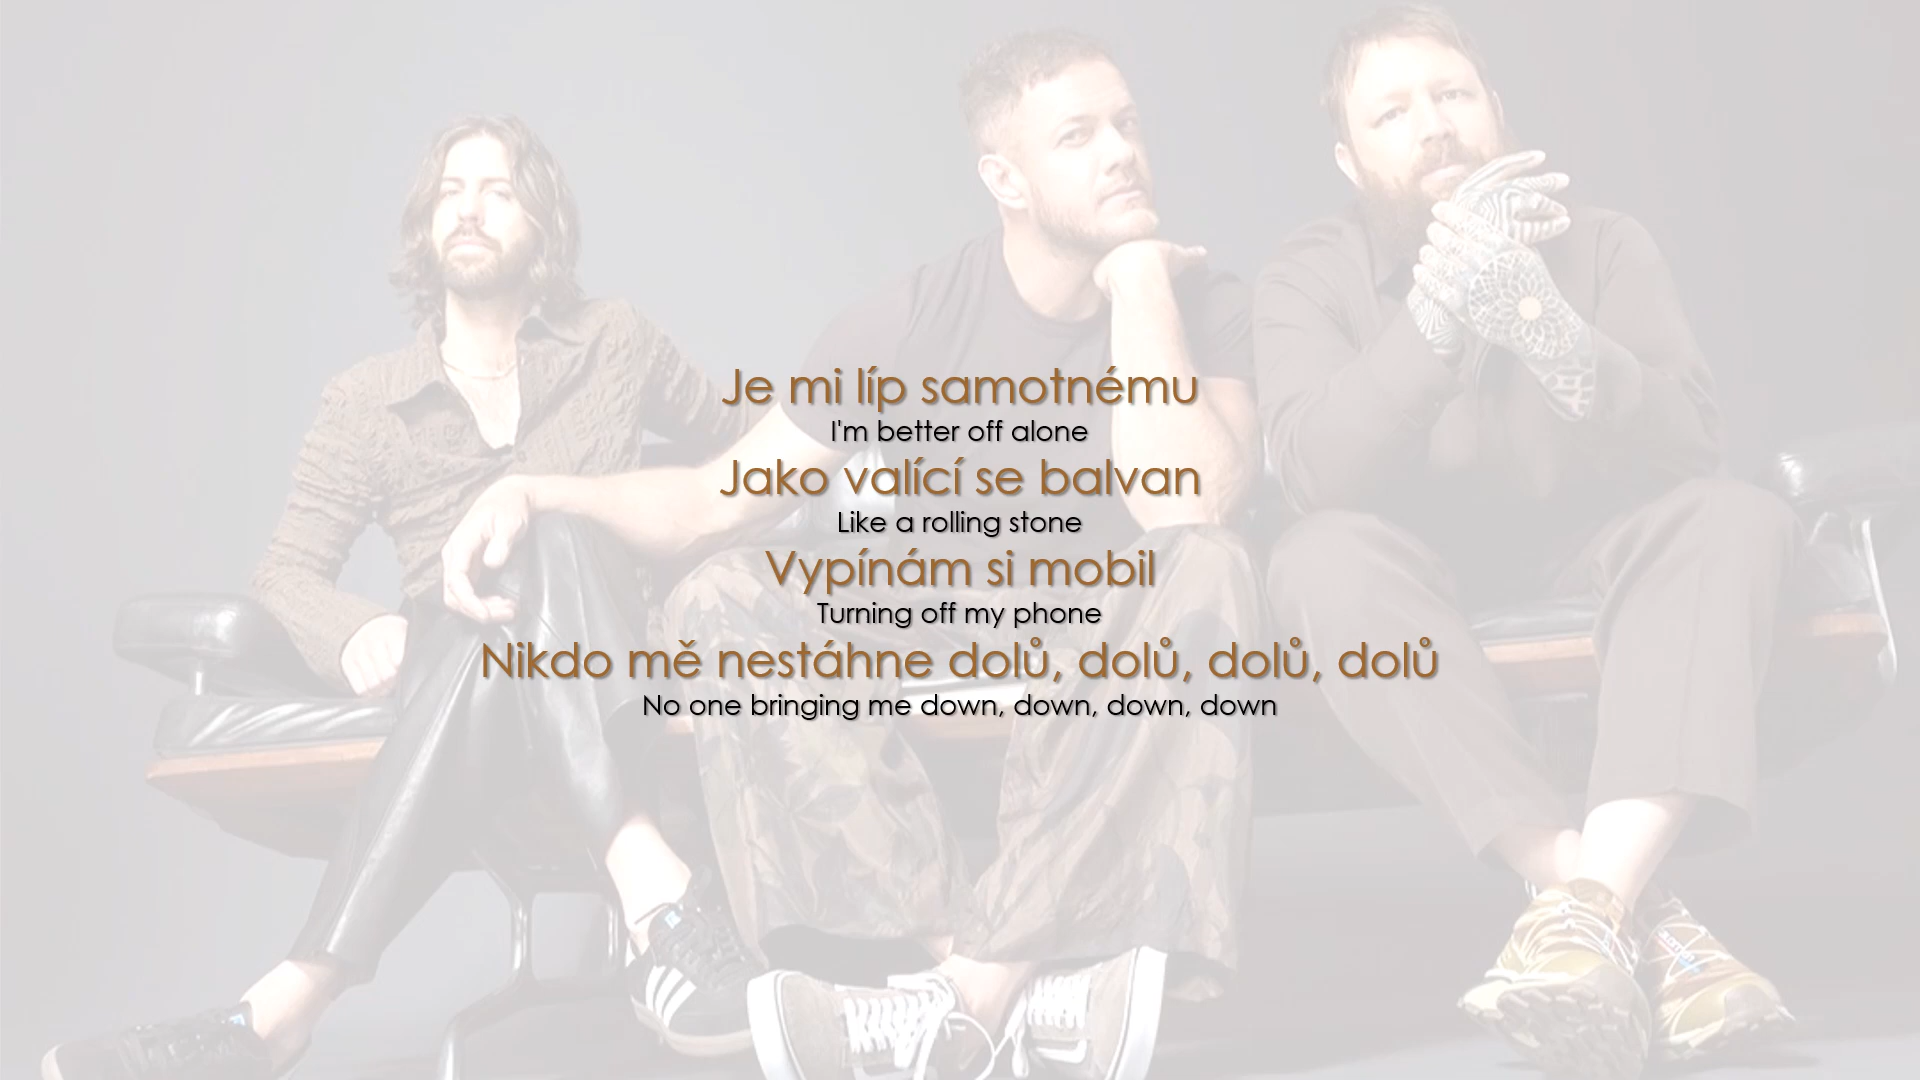 Je mi líp samotnému
I'm better off alone
Jako valící se balvan
Like a rolling stone
Vypínám si mobil
Turning off my phone
Nikdo mě nestáhne dolů, dolů, dolů, dolů
No one bringing me down, down, down, down